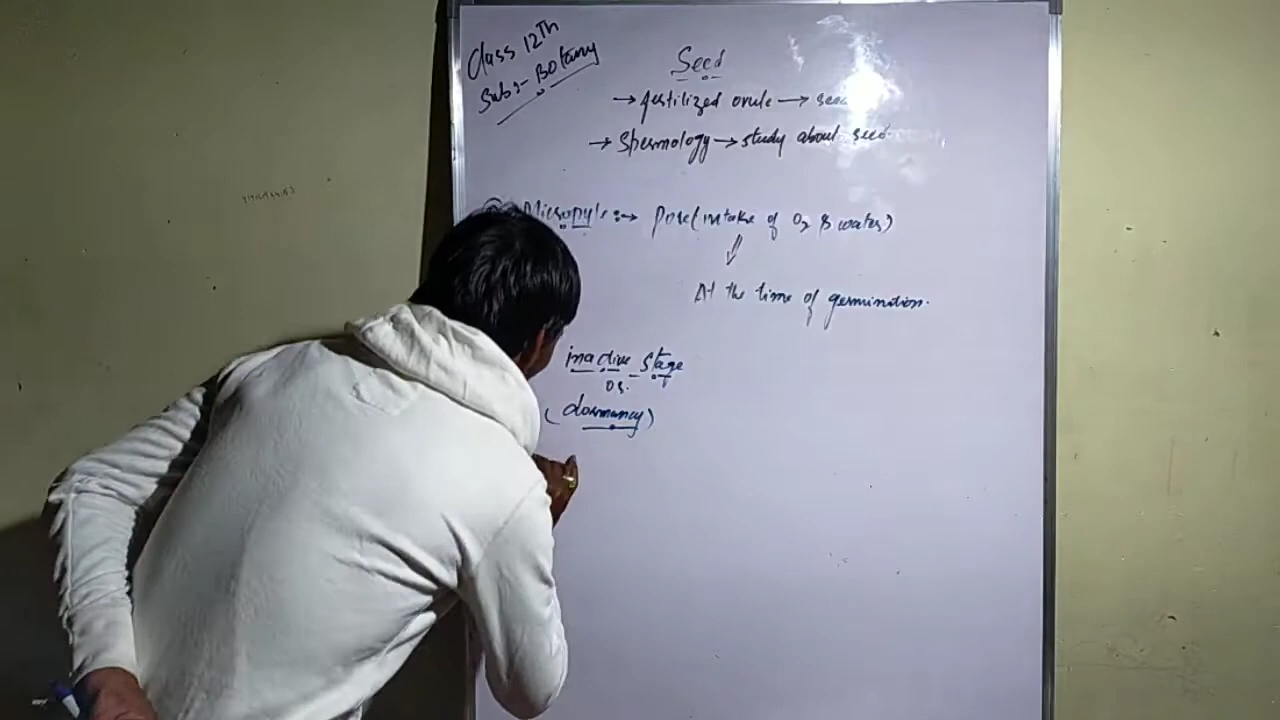 Class 12th
Sub:- Botany
Seed
→ fertilized ovule → seed
→ Spermology → study about seed.
Micropyle :→ Pore (intake of O₂ & water)
⇓
At the time of germination.
inactive stage
or
(dormancy)